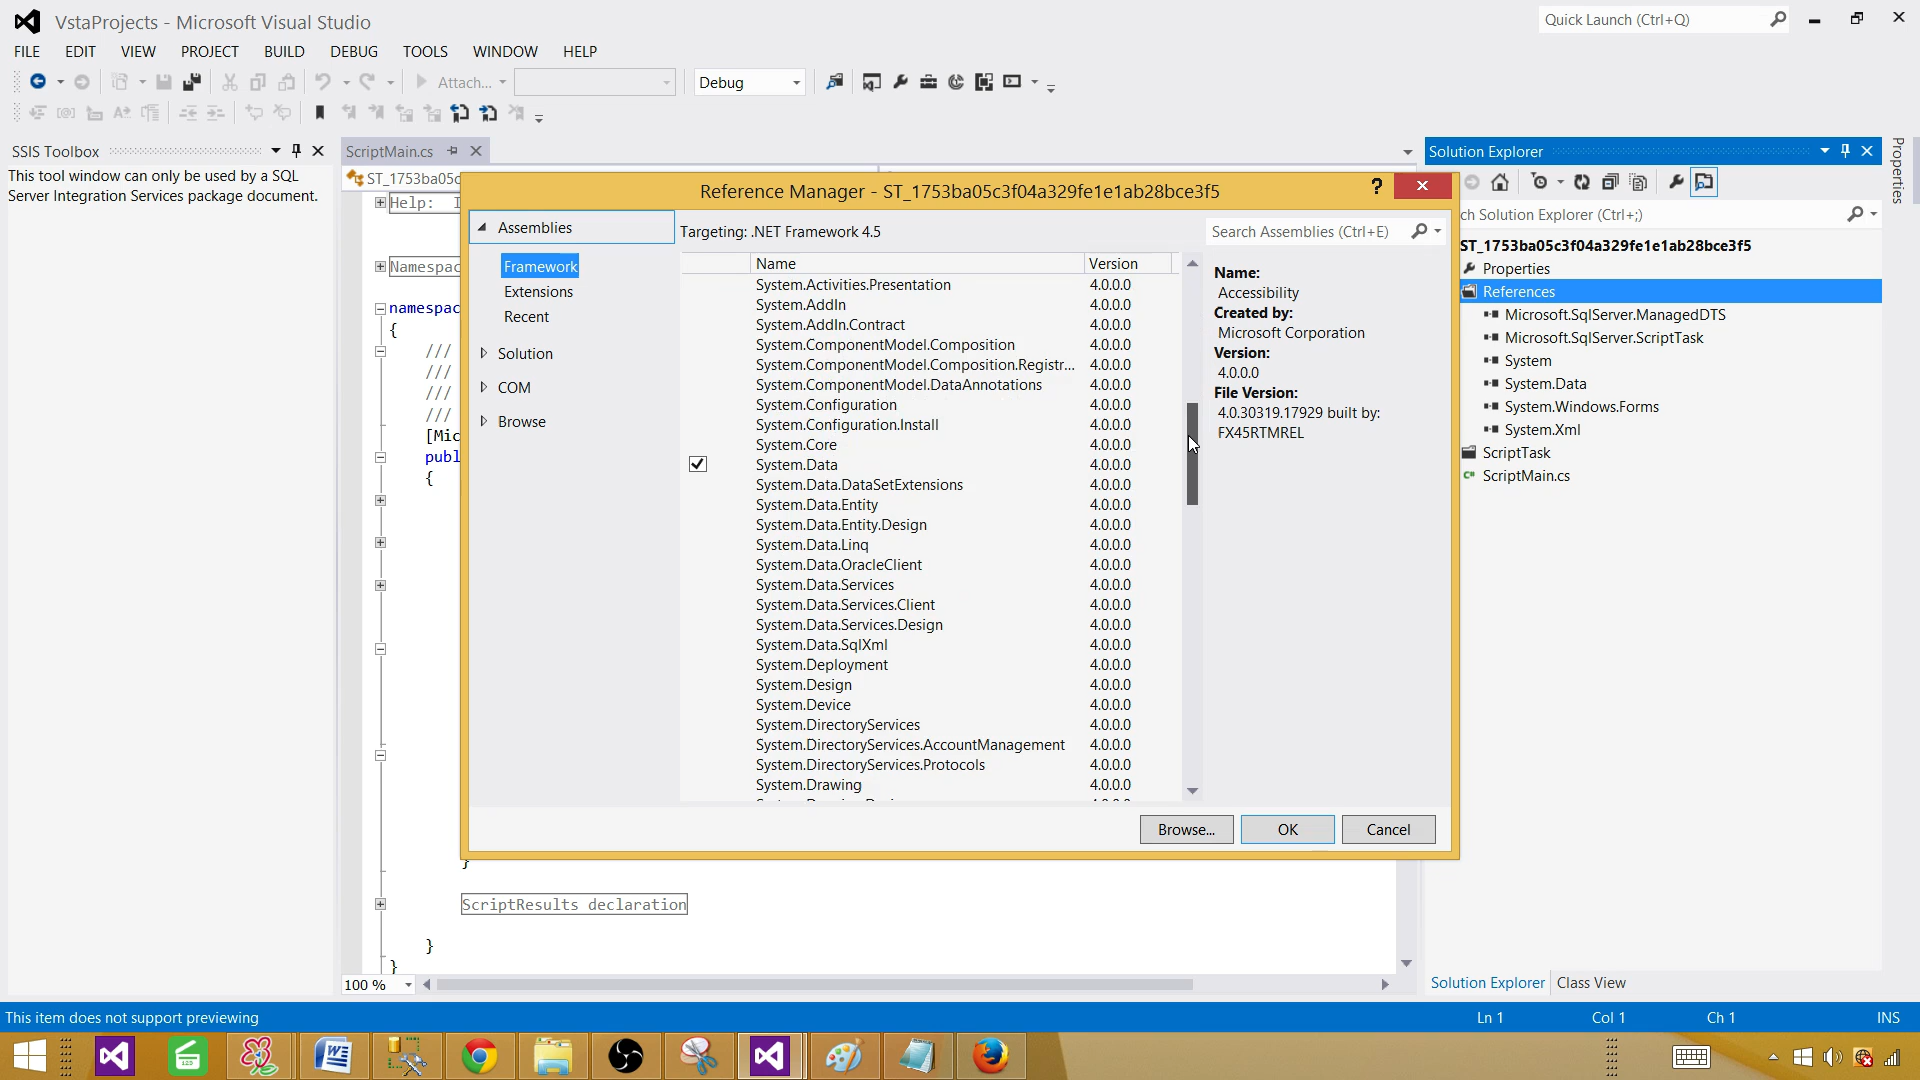 VstaProjects - Microsoft Visual Studio
Quick Launch (Ctrl+Q)
FILE EDIT VIEW PROJECT BUILD DEBUG TOOLS WINDOW HELP
Attach... Debug
SSIS Toolbox
This tool window can only be used by a SQL
Server Integration Services package document.
ScriptMain.cs
ST_1753ba05c
Help:
Namespac
namespac
{
///
///
///
///
[Mic
publ
{
}
ScriptResults declaration
}
}
100 %
Reference Manager - ST_1753ba05c3f04a329fe1e1ab28bce3f5
? 
Assemblies
Framework
Extensions
Recent
Solution
COM
Browse
Targeting: .NET Framework 4.5
Search Assemblies (Ctrl+E)
Name Version
System.Activities.Presentation 4.0.0.0
System.AddIn 4.0.0.0
System.AddIn.Contract 4.0.0.0
System.ComponentModel.Composition 4.0.0.0
System.ComponentModel.Composition.Registr... 4.0.0.0
System.ComponentModel.DataAnnotations 4.0.0.0
System.Configuration 4.0.0.0
System.Configuration.Install 4.0.0.0
System.Core 4.0.0.0
System.Data 4.0.0.0
System.Data.DataSetExtensions 4.0.0.0
System.Data.Entity 4.0.0.0
System.Data.Entity.Design 4.0.0.0
System.Data.Linq 4.0.0.0
System.Data.OracleClient 4.0.0.0
System.Data.Services 4.0.0.0
System.Data.Services.Client 4.0.0.0
System.Data.Services.Design 4.0.0.0
System.Data.SqlXml 4.0.0.0
System.Deployment 4.0.0.0
System.Design 4.0.0.0
System.Device 4.0.0.0
System.DirectoryServices 4.0.0.0
System.DirectoryServices.AccountManagement 4.0.0.0
System.DirectoryServices.Protocols 4.0.0.0
System.Drawing 4.0.0.0
Name:
Accessibility
Created by:
Microsoft Corporation
Version:
4.0.0.0
File Version:
4.0.30319.17929 built by:
FX45RTMREL
Browse... OK Cancel
Solution Explorer
ch Solution Explorer (Ctrl+;)
ST_1753ba05c3f04a329fe1e1ab28bce3f5
Properties
References
Microsoft.SqlServer.ManagedDTS
Microsoft.SqlServer.ScriptTask
System
System.Data
System.Windows.Forms
System.Xml
ScriptTask
ScriptMain.cs
Solution Explorer Class View
Properties
This item does not support previewing
Ln 1 Col 1 Ch 1 INS